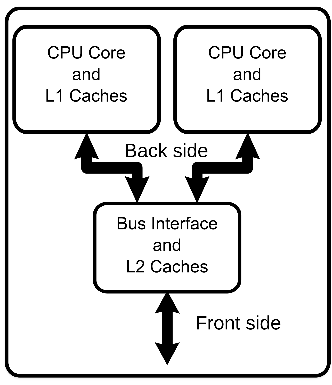 CPU Core
and
L1 Caches
CPU Core
and
L1 Caches
Back side
Bus Interface
and
L2 Caches
Front side